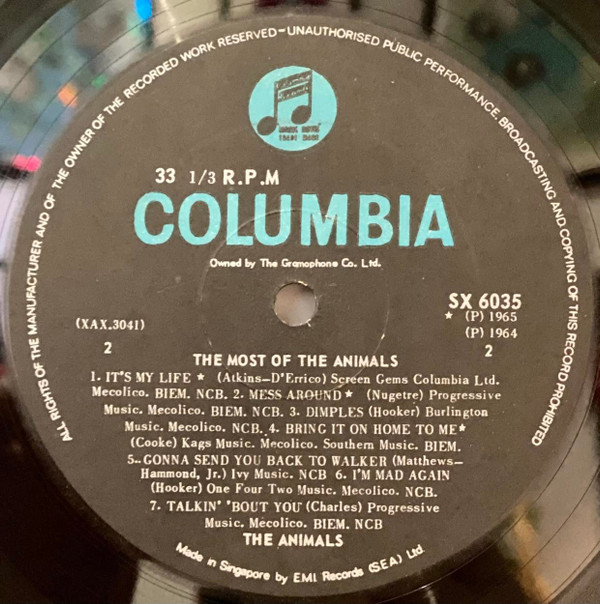 ALL RIGHTS OF THE MANUFACTURER AND OF THE OWNER OF THE RECORDED WORK RESERVED-UNAUTHORISED PUBLIC PERFORMANCE, BROADCASTING AND COPYING OF THIS RECORD PROHIBITED
33 1/3 R.P.M
COLUMBIA
Owned by The Gramophone Co. Ltd.
SX 6035
(XAX.3041)
* (P) 1965
(P) 1964
2
2
THE MOST OF THE ANIMALS
1. IT'S MY LIFE * (Atkins-D'Errico) Screen Gems Columbia Ltd.
Mecolico. BIEM. NCB. 2. MESS AROUND * (Nugetre) Progressive
Music. Mecolico. BIEM. NCB. 3. DIMPLES (Hooker) Burlington
Music. Mecolico. NCB. 4. BRING IT ON HOME TO ME*
(Cooke) Kags Music. Mecolico. Southern Music. BIEM.
5. GONNA SEND YOU BACK TO WALKER (Matthews-
Hammond, Jr.) Ivy Music. NCB 6. I'M MAD AGAIN
(Hooker) One Four Two Music. Mecolico. NCB.
7. TALKIN' 'BOUT YOU (Charles) Progressive
Music. Mecolico. BIEM. NCB
THE ANIMALS
Made in Singapore by E.M.I. Records (S.E.A.) Ltd.